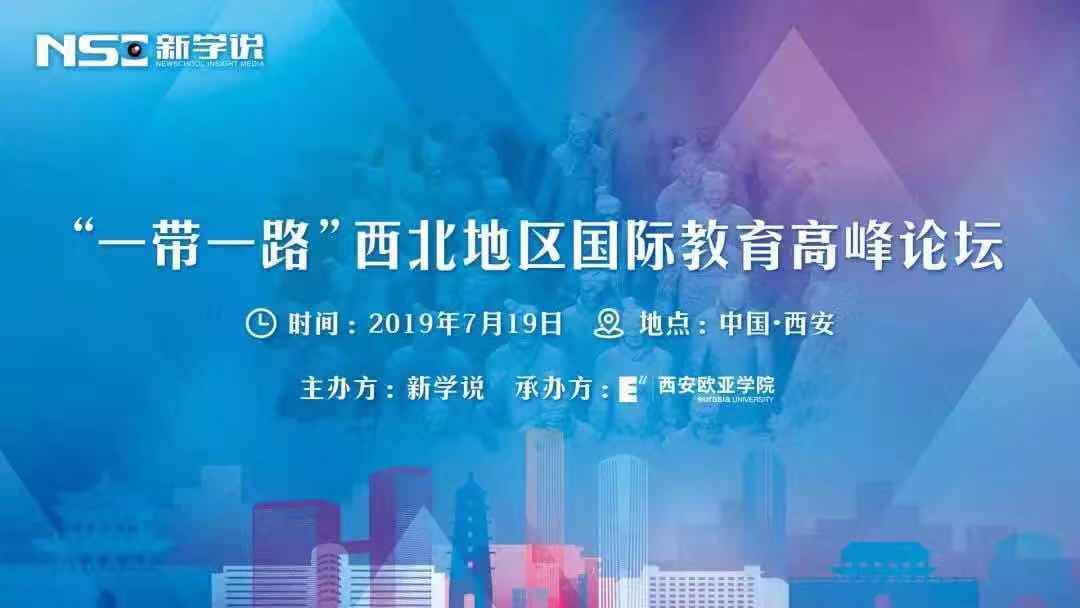 NSI 新学说
NEWSCHOOL INSIGHT MEDIA
“一带一路”西北地区国际教育高峰论坛
时间：2019年7月19日 地点：中国·西安
主办方：新学说 承办方：E" 西安欧亚学院
eurasia UNIVERSITY